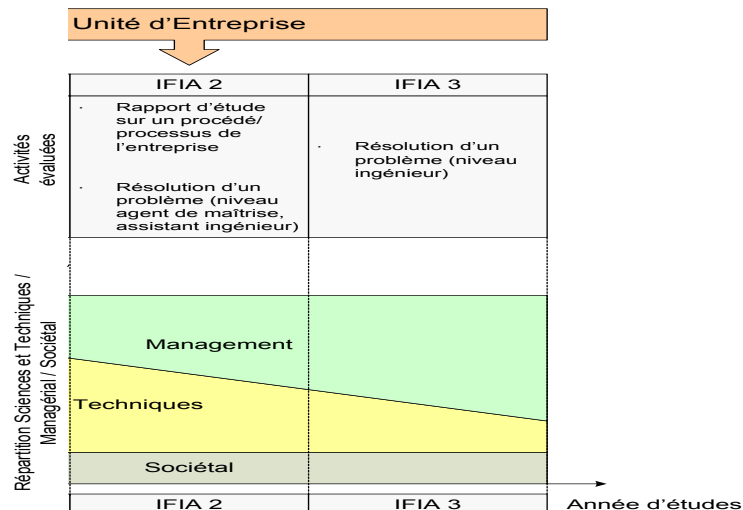 Unité d'Entreprise
IFIA 2
IFIA 3
Activités
évaluées
· Rapport d'étude
sur un procédé/
processus de
l'entreprise
· Résolution d'un
problème (niveau
agent de maîtrise,
assistant ingénieur)
· Résolution d'un
problème (niveau
ingénieur)
Répartition Sciences et Techniques /
Managérial / Sociétal
Management
Techniques
Sociétal
IFIA 2
IFIA 3
Année d'études